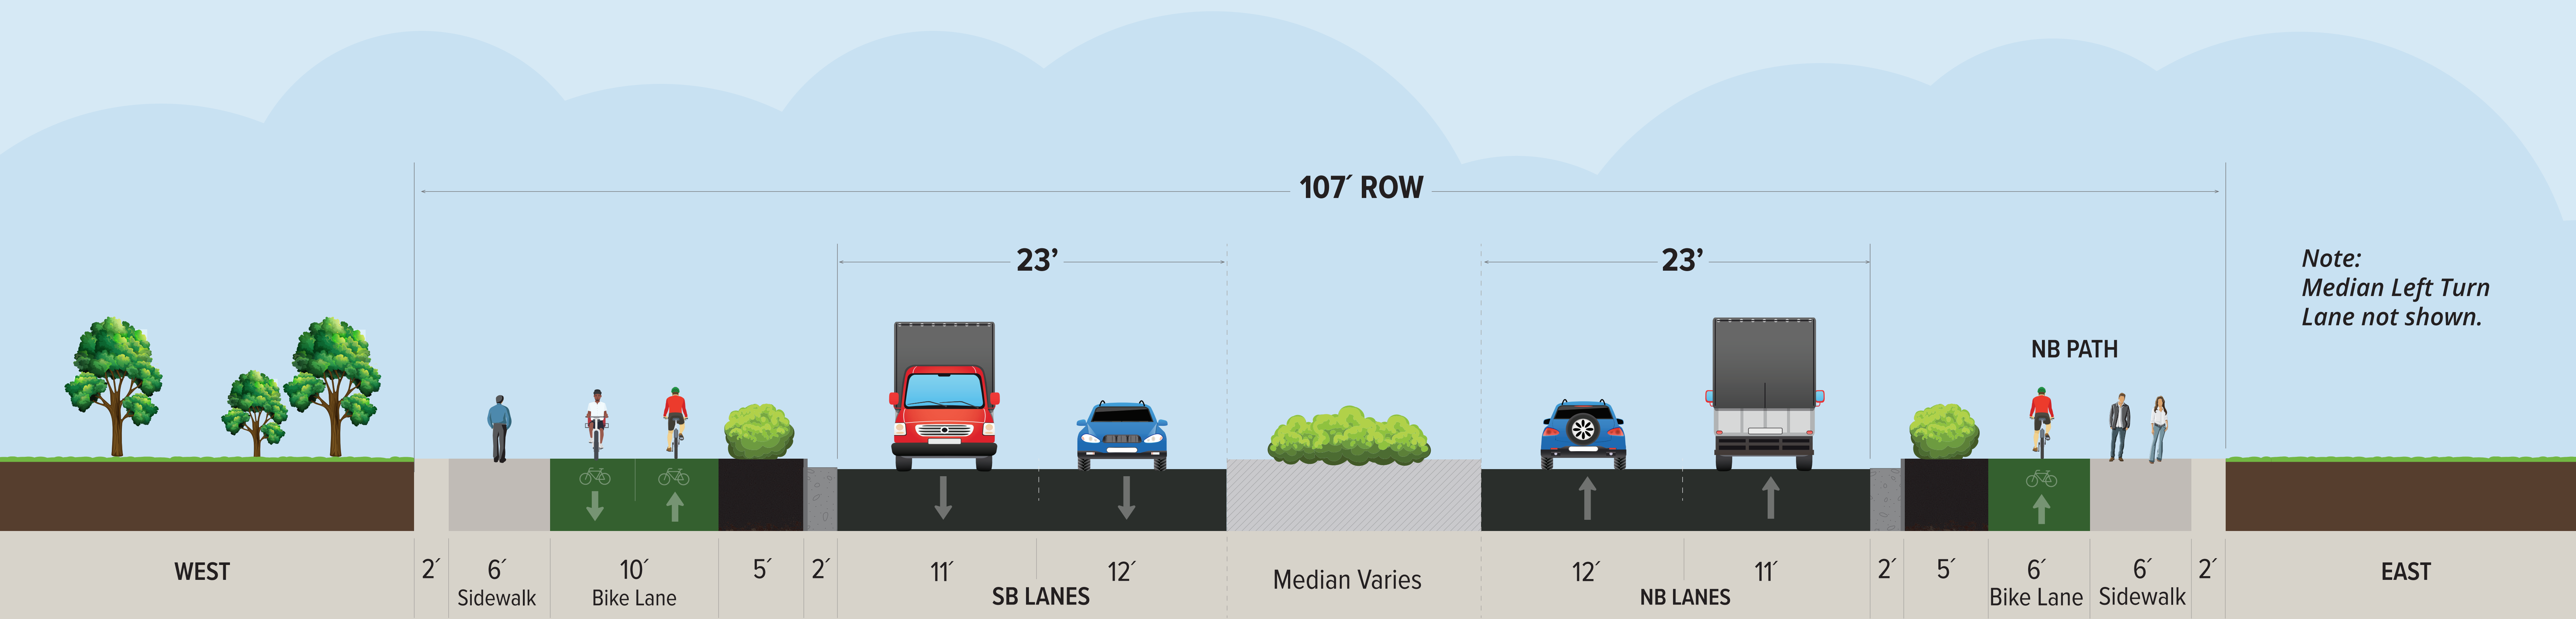 107′ ROW
23’
23’
Note:
Median Left Turn
Lane not shown.
NB PATH
WEST
2′
6′
Sidewalk
10′
Bike Lane
5′
2′
11′
12′
SB LANES
Median Varies
12′
11′
NB LANES
2′
5′
6′
Bike Lane
6′
Sidewalk
2′
EAST